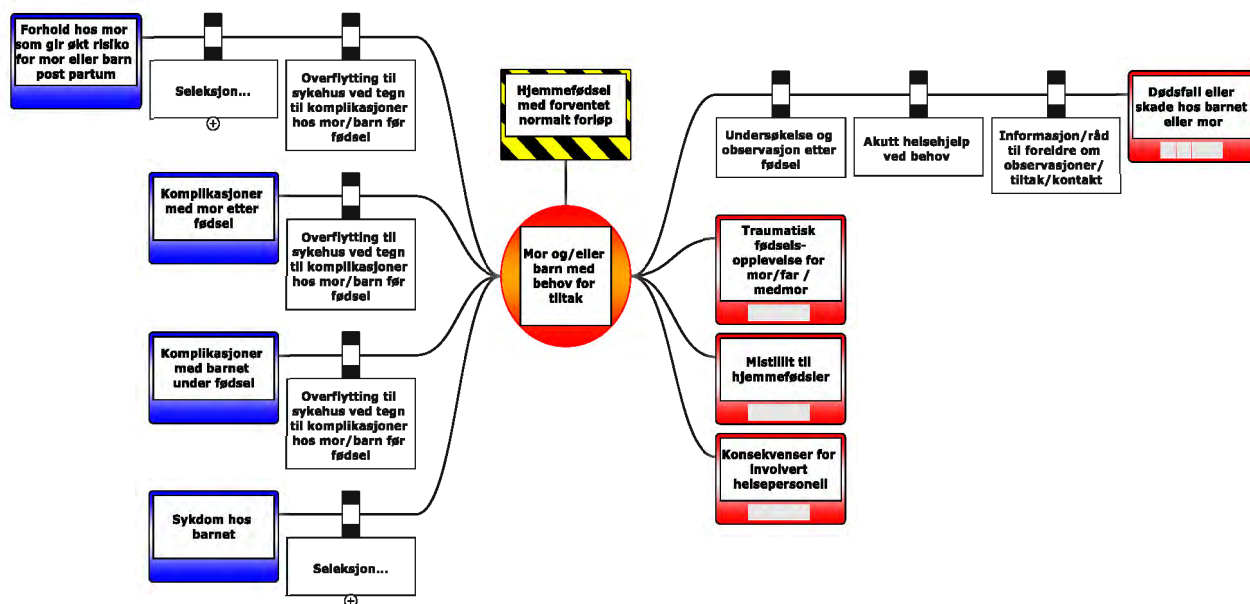 Forhold hos mor
som gir økt risiko
for mor eller barn
post partum
Seleksjon...
Overflytting til
sykehus ved tegn
til komplikasjoner
hos mor/barn før
fødsel
Komplikasjoner
med mor etter
fødsel
Overflytting til
sykehus ved tegn
til komplikasjoner
hos mor/barn før
fødsel
Komplikasjoner
med barnet
under fødsel
Overflytting til
sykehus ved tegn
til komplikasjoner
hos mor/barn før
fødsel
Sykdom hos
barnet
Seleksjon...
Hjemmefødsel
med forventet
normalt forløp
Mor og/eller
barn med
behov for
tiltak
Undersøkelse og
observasjon etter
fødsel
Akutt helsehjelp
ved behov
Informasjon/råd
til foreldre om
observasjoner/
tiltak/kontakt
Dødsfall eller
skade hos barnet
eller mor
Traumatisk
fødsels-
opplevelse for
mor/far /
medmor
Mistillit til
hjemmefødsler
Konsekvenser for
involvert
helsepersonell